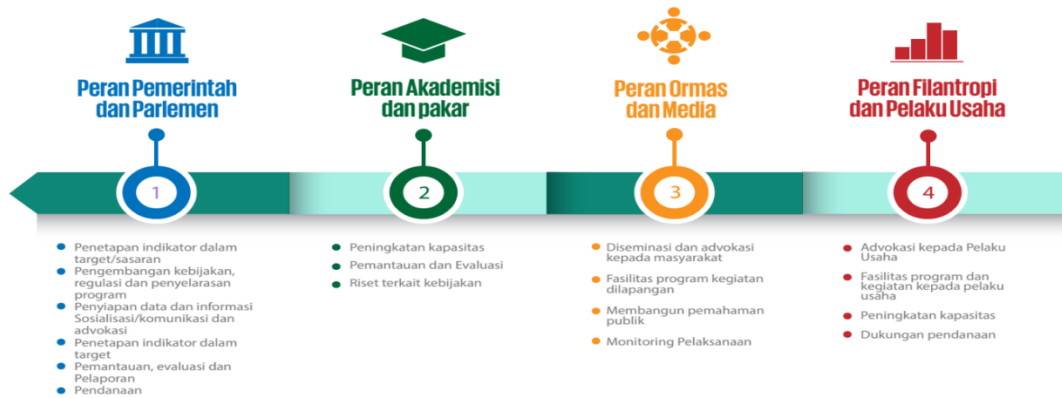 Peran Pemerintah
dan Parlemen
1
Penetapan indikator dalam
target/sasaran
Pengembangan kebijakan,
regulasi dan penyelarasan
program
Penyiapan data dan informasi
Sosialisasi/komunikasi dan
advokasi
Penetapan indikator dalam
target
Pemantauan, evaluasi dan
Pelaporan
Pendanaan
Peran Akademisi
dan pakar
2
Peningkatan kapasitas
Pemantauan dan Evaluasi
Riset terkait kebijakan
Peran Ormas
dan Media
3
Diseminasi dan advokasi
kepada masyarakat
Fasilitas program kegiatan
dilapangan
Membangun pemahaman
publik
Monitoring Pelaksanaan
Peran Filantropi
dan Pelaku Usaha
4
Advokasi kepada Pelaku
Usaha
Fasilitas program dan
kegiatan kepada pelaku
usaha
Peningkatan kapasitas
Dukungan pendanaan